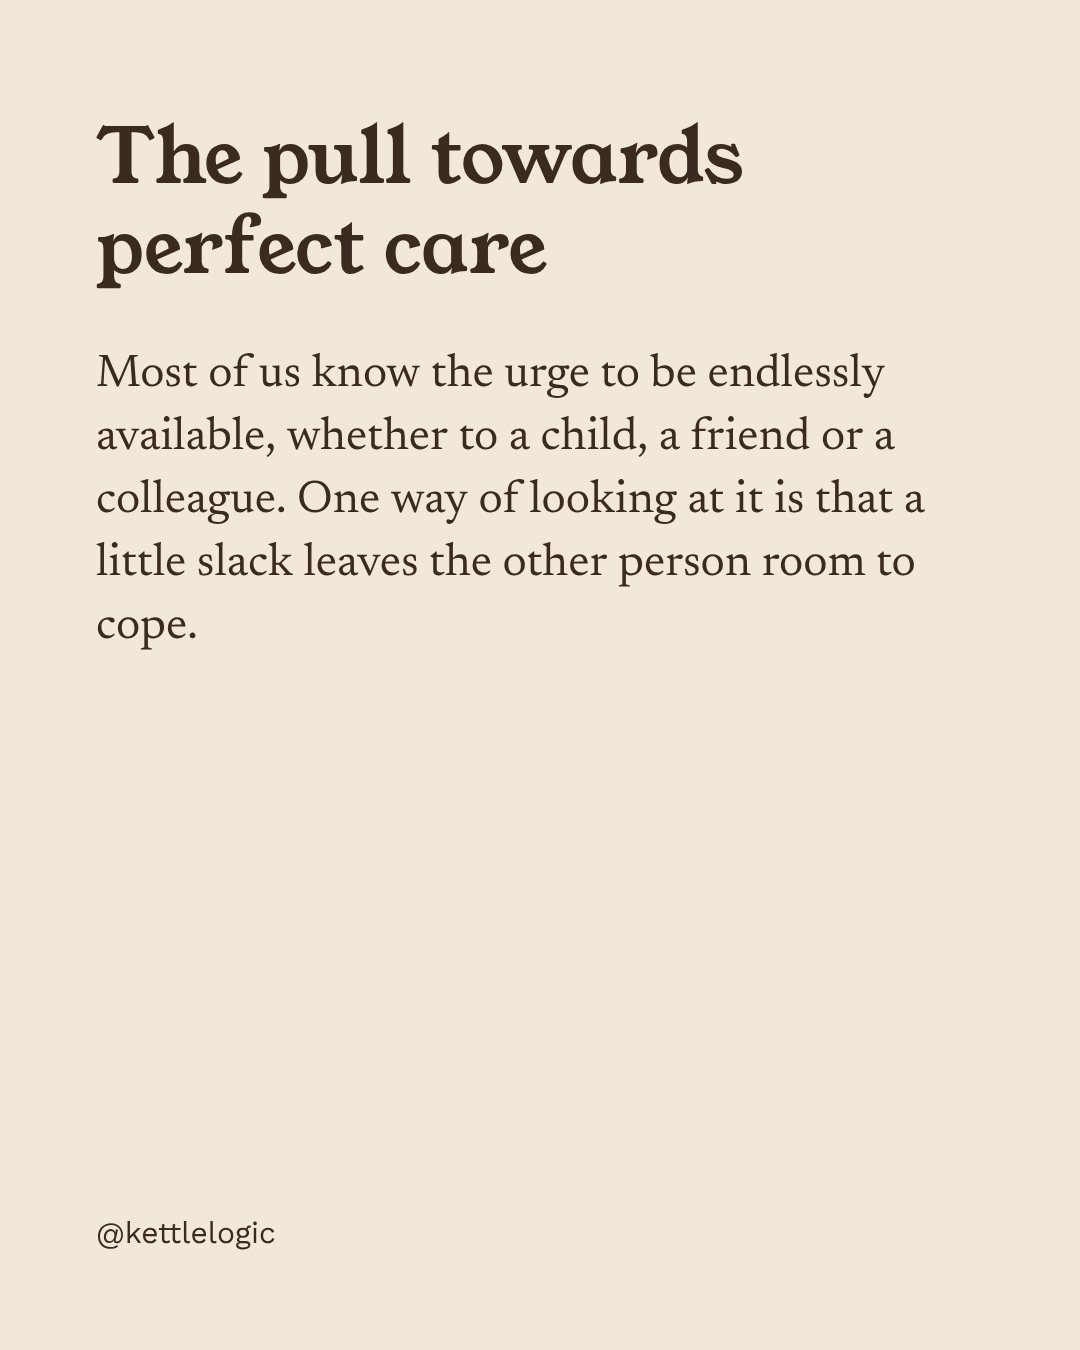 The pull towards
perfect care
Most of us know the urge to be endlessly
available, whether to a child, a friend or a
colleague. One way of looking at it is that a
little slack leaves the other person room to
cope.
@kettlelogic